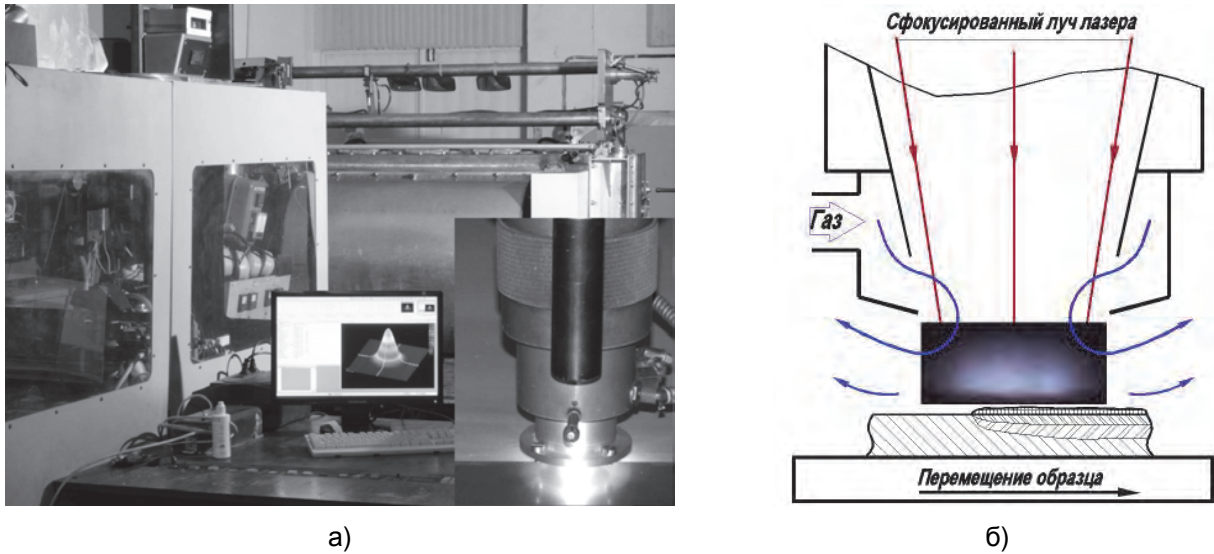 Сфокусированный луч лазера
Газ
Перемещение образца
а)
б)